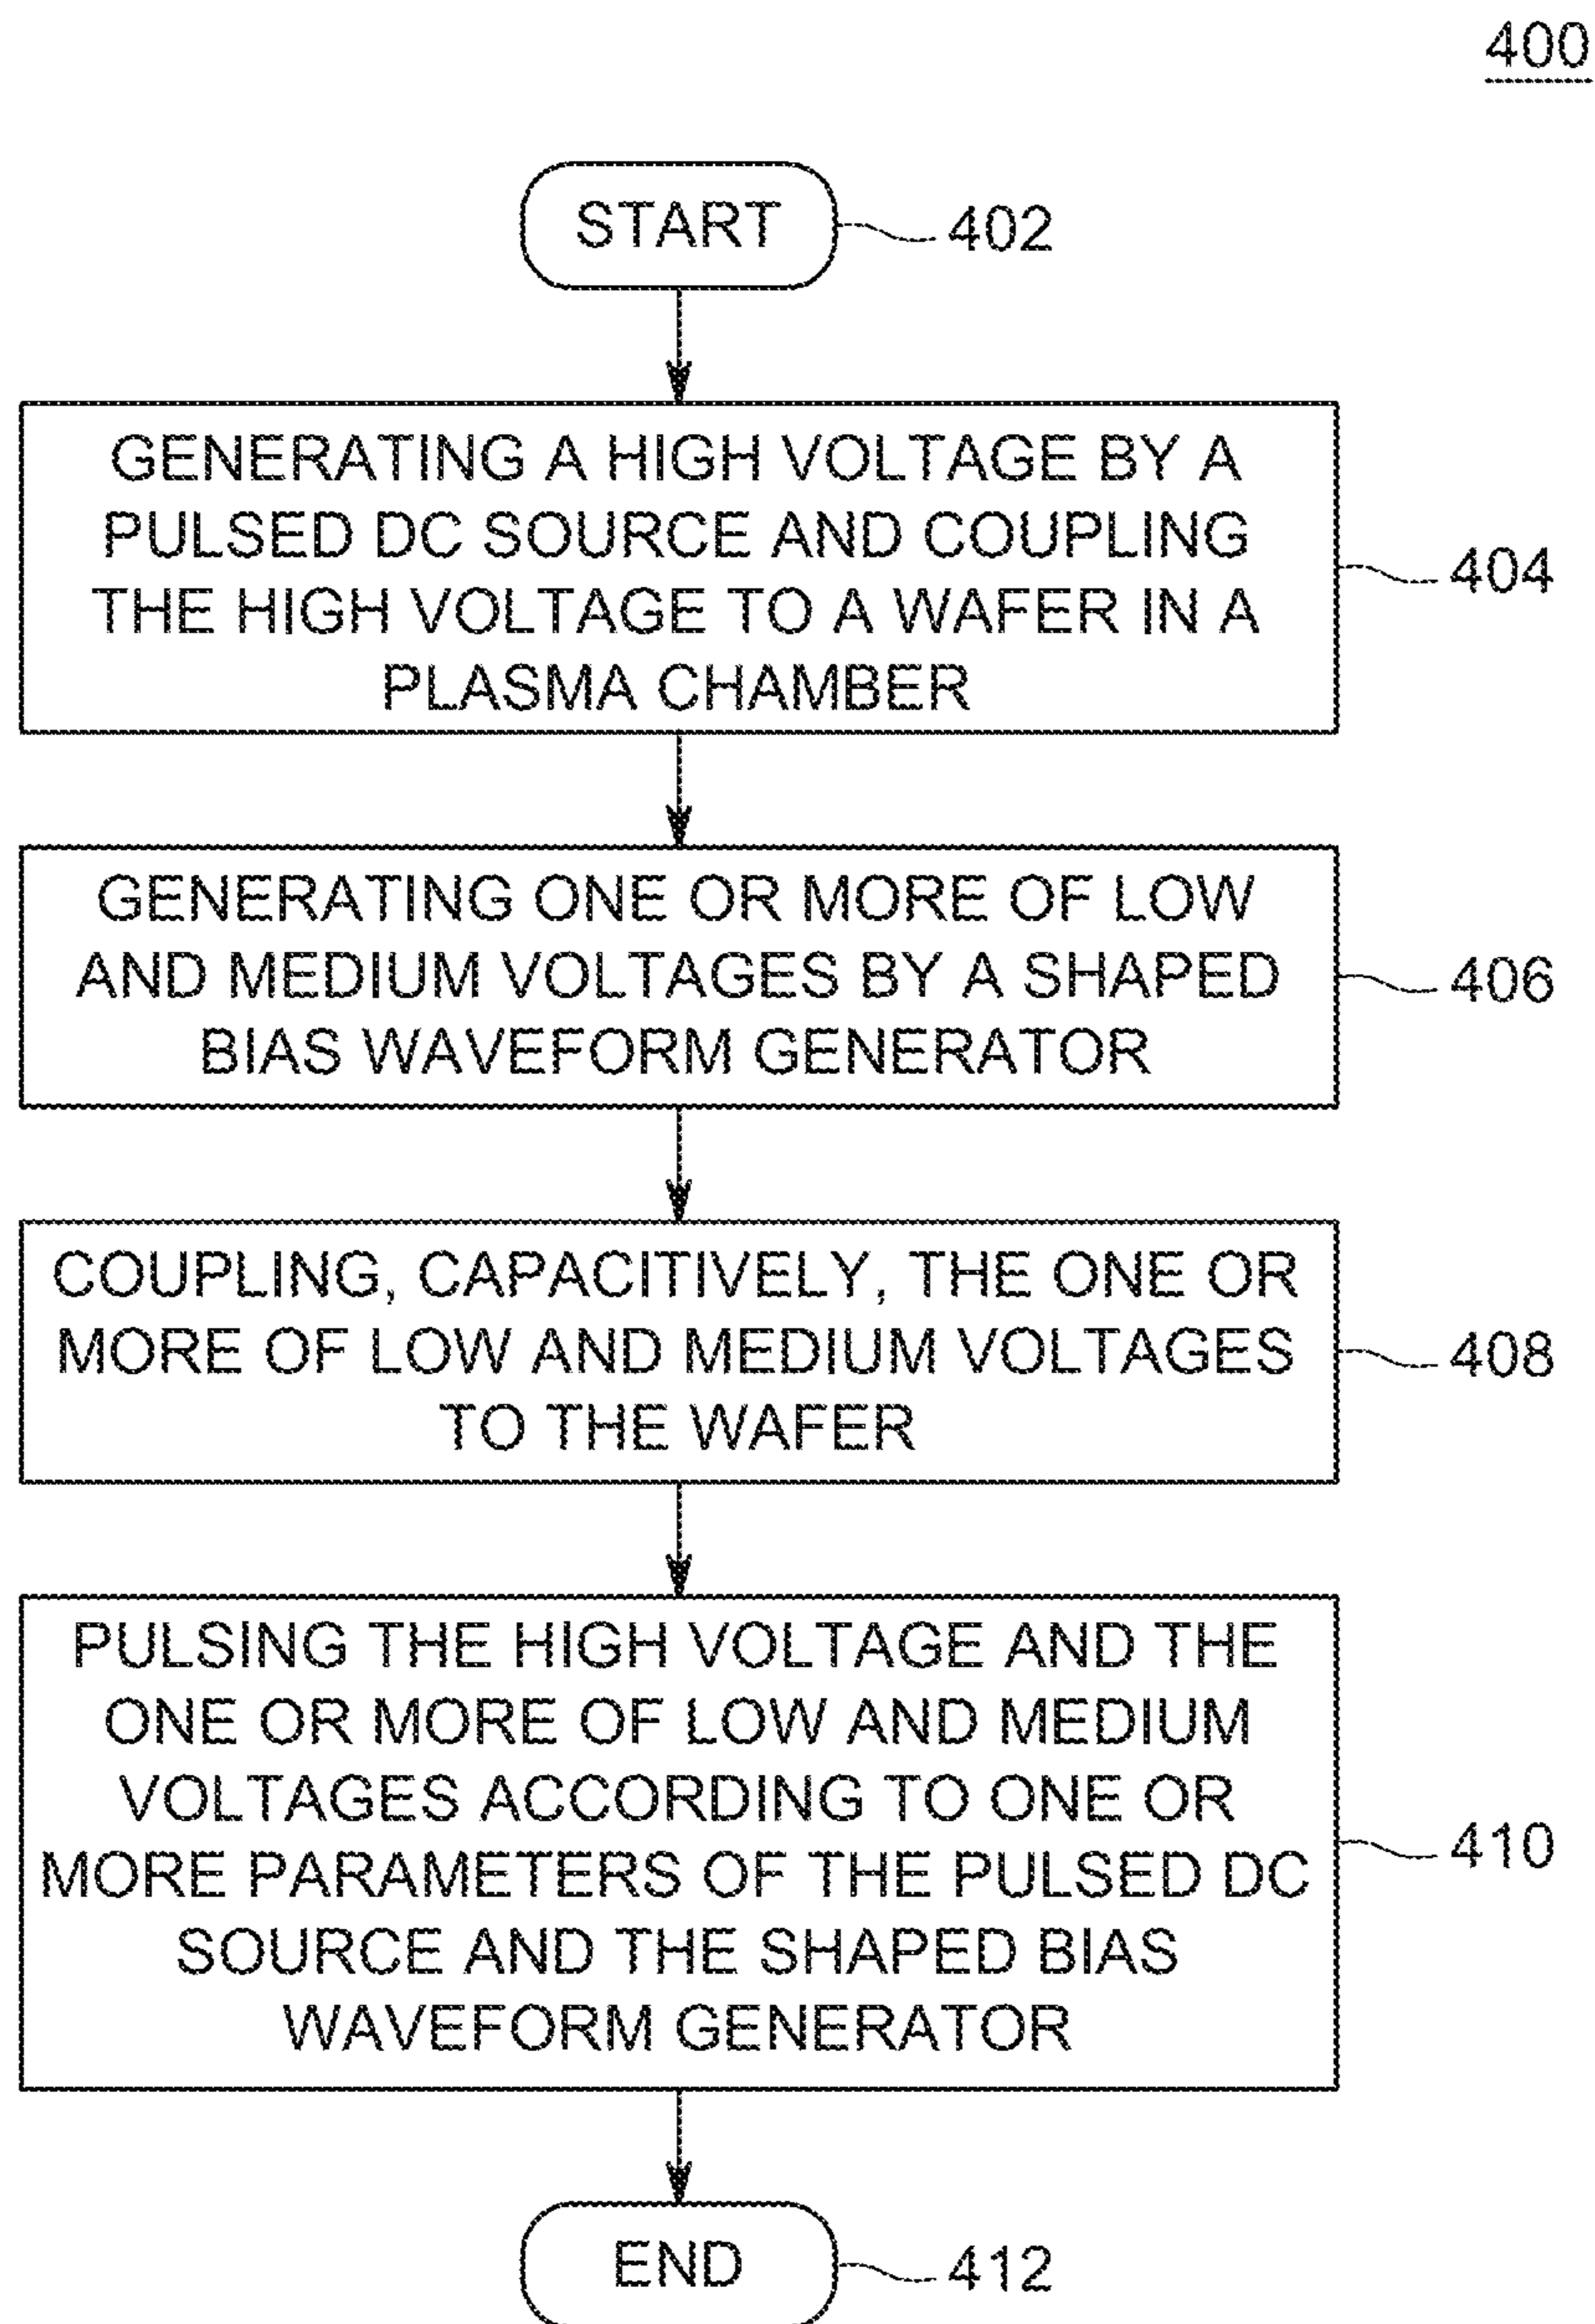 400
START
402
GENERATING A HIGH VOLTAGE BY A
PULSED DC SOURCE AND COUPLING
THE HIGH VOLTAGE TO A WAFER IN A
PLASMA CHAMBER
404
GENERATING ONE OR MORE OF LOW
AND MEDIUM VOLTAGES BY A SHAPED
BIAS WAVEFORM GENERATOR
406
COUPLING, CAPACITIVELY, THE ONE OR
MORE OF LOW AND MEDIUM VOLTAGES
TO THE WAFER
408
PULSING THE HIGH VOLTAGE AND THE
ONE OR MORE OF LOW AND MEDIUM
VOLTAGES ACCORDING TO ONE OR
MORE PARAMETERS OF THE PULSED DC
SOURCE AND THE SHAPED BIAS
WAVEFORM GENERATOR
410
END
412